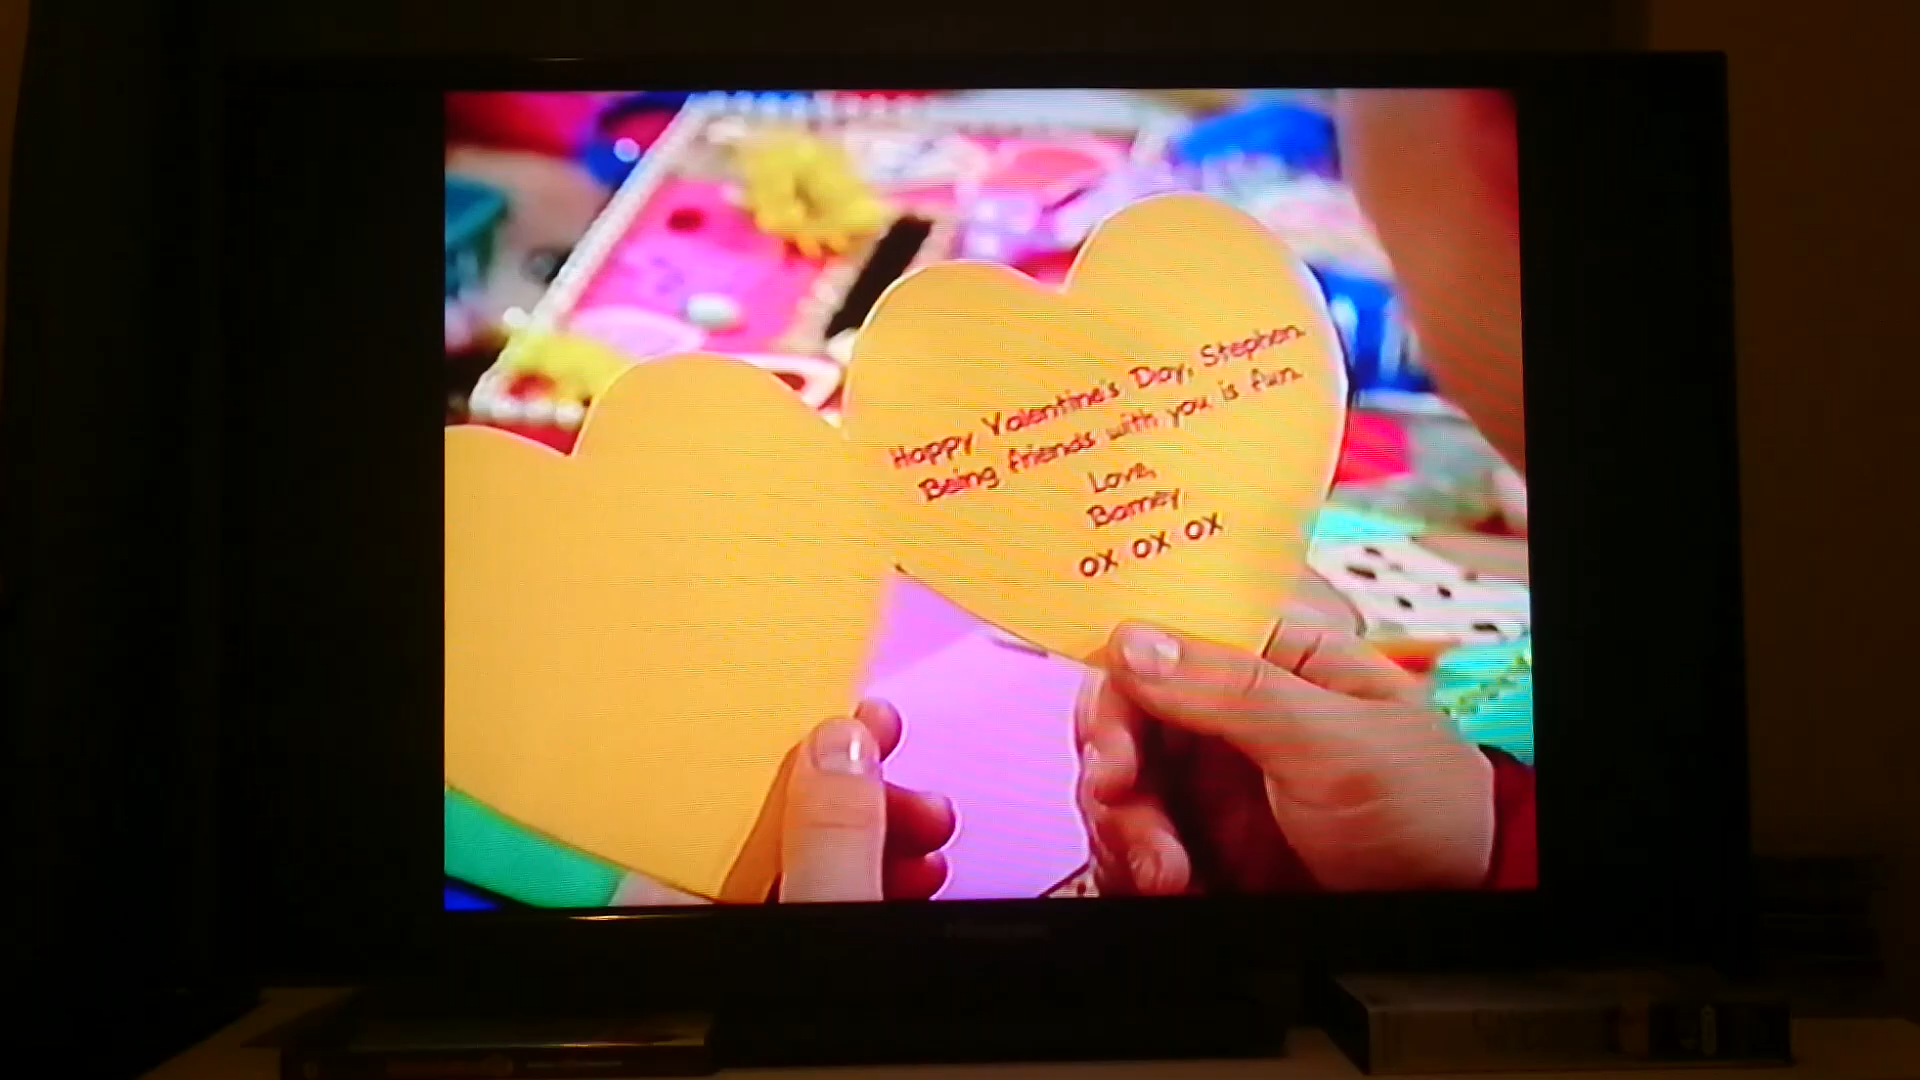 Happy Valentine's Day, Stephen.
Being friends with you is fun.
Love,
Barney
OX OX OX